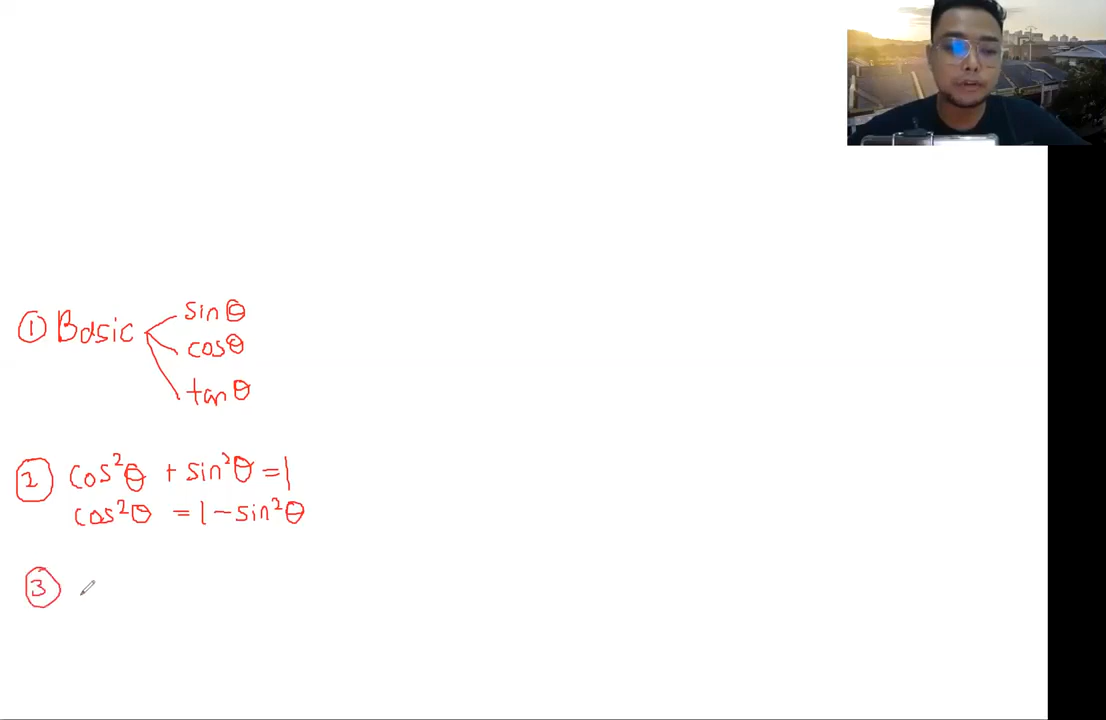 ① Basic
sin θ
cos θ
tan θ
② cos²θ + sin²θ = 1
cos²θ = 1 - sin²θ
③